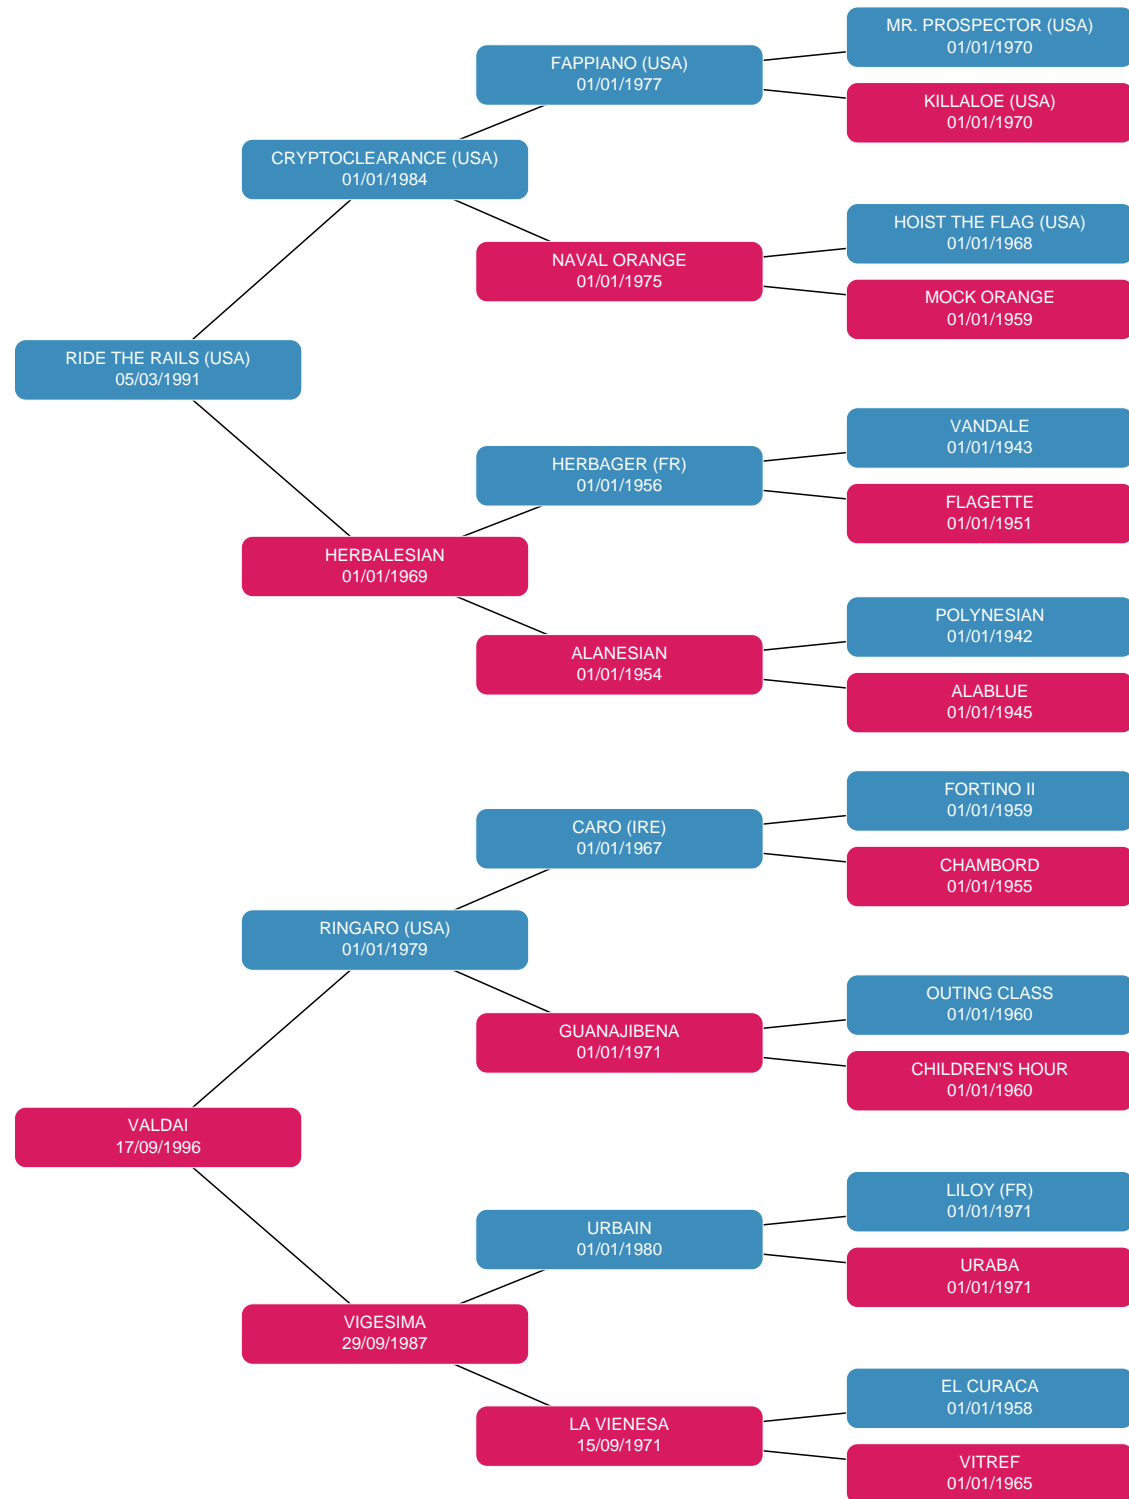 MR. PROSPECTOR (USA)
01/01/1970
FAPPIANO (USA)
01/01/1977
KILLALOE (USA)
01/01/1970
CRYPTOCLEARANCE (USA)
01/01/1984
HOIST THE FLAG (USA)
01/01/1968
NAVAL ORANGE
01/01/1975
MOCK ORANGE
01/01/1959
RIDE THE RAILS (USA)
05/03/1991
VANDALE
01/01/1943
HERBAGER (FR)
01/01/1956
FLAGETTE
01/01/1951
HERBALESIAN
01/01/1969
POLYNESIAN
01/01/1942
ALANESIAN
01/01/1954
ALABLUE
01/01/1945
FORTINO II
01/01/1959
CARO (IRE)
01/01/1967
CHAMBORD
01/01/1955
RINGARO (USA)
01/01/1979
OUTING CLASS
01/01/1960
GUANAJIBENA
01/01/1971
CHILDREN'S HOUR
01/01/1960
VALDAI
17/09/1996
LILOY (FR)
01/01/1971
URBAIN
01/01/1980
URABA
01/01/1971
VIGESIMA
29/09/1987
EL CURACA
01/01/1958
LA VIENESA
15/09/1971
VITREF
01/01/1965